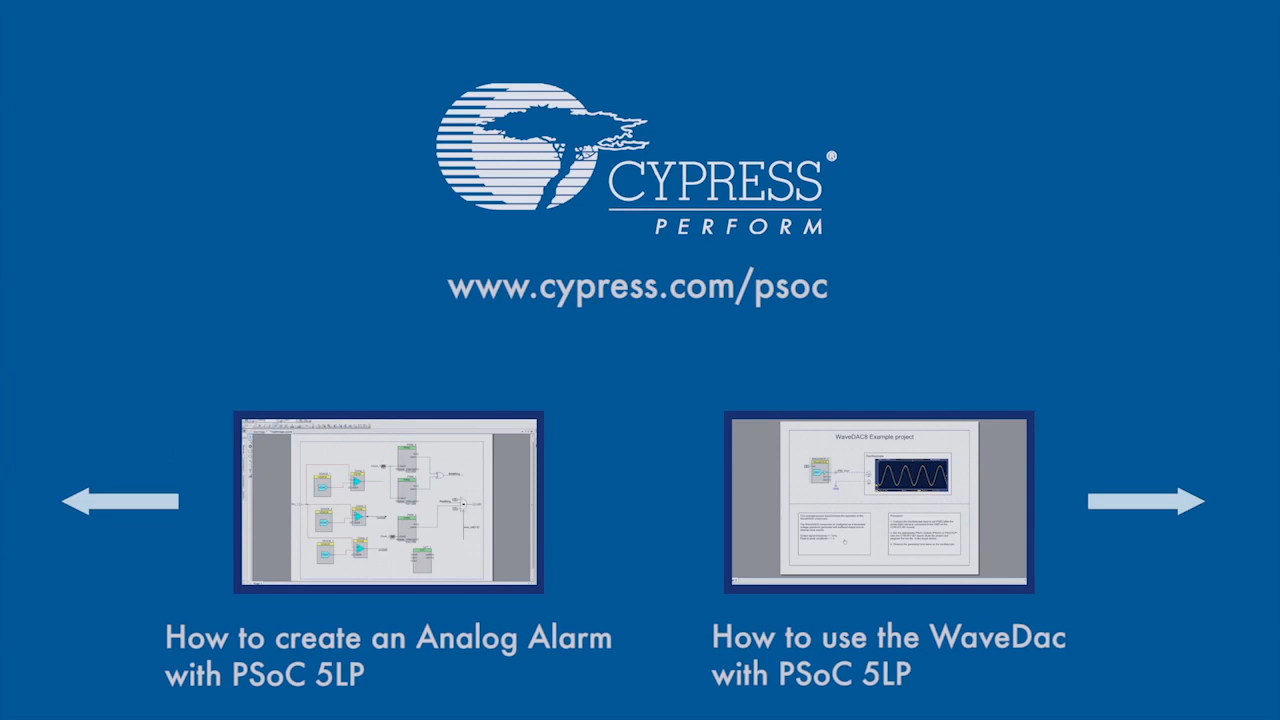 CYPRESS®
PERFORM
www.cypress.com/psoc
WaveDAC8 Example project
How to create an Analog Alarm
with PSoC 5LP
How to use the WaveDac
with PSoC 5LP